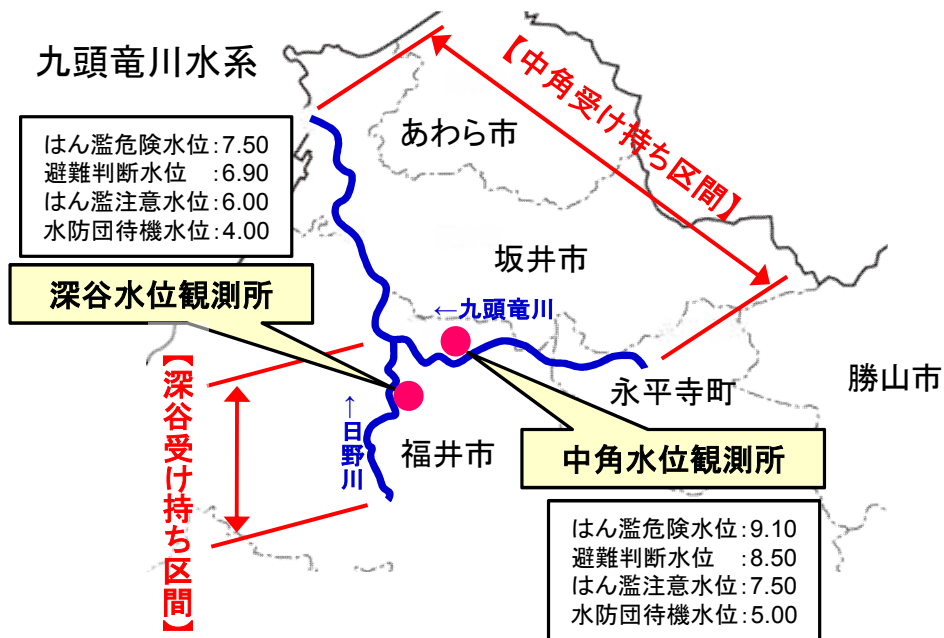 九頭竜川水系
はん濫危険水位:7.50
避難判断水位 :6.90
はん濫注意水位:6.00
水防団待機水位:4.00
深谷水位観測所
【中角受け持ち区間】
あわら市
坂井市
←九頭竜川
永平寺町
勝山市
【深谷受け持ち区間】
↑日野川
福井市
中角水位観測所
はん濫危険水位:9.10
避難判断水位 :8.50
はん濫注意水位:7.50
水防団待機水位:5.00